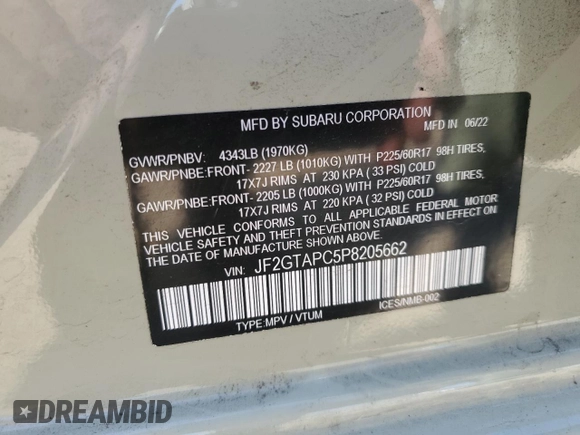 MFD BY SUBARU CORPORATION
MFD IN 06/22
GVWR/PNBV: 4343LB (1970KG)
GAWR/PNBE:FRONT- 2227 LB (1010KG) WITH P225/60R17 98H TIRES,
17X7J RIMS AT 230 KPA ( 33 PSI) COLD
GAWR/PNBE:FRONT- 2205 LB (1000KG) WITH P225/60R17 98H TIRES,
17X7J RIMS AT 220 KPA ( 32 PSI) COLD
THIS VEHICLE CONFORMS TO ALL APPLICABLE FEDERAL MOTOR
VEHICLE SAFETY AND THEFT PREVENTION STANDARDS IN EFFECT ON
THE DATE OF MANUFACTURE SHOWN ABOVE.
VIN: JF2GTAPC5P8205662
TYPE:MPV / VTUM
ICES/NMB-002
DREAMBID